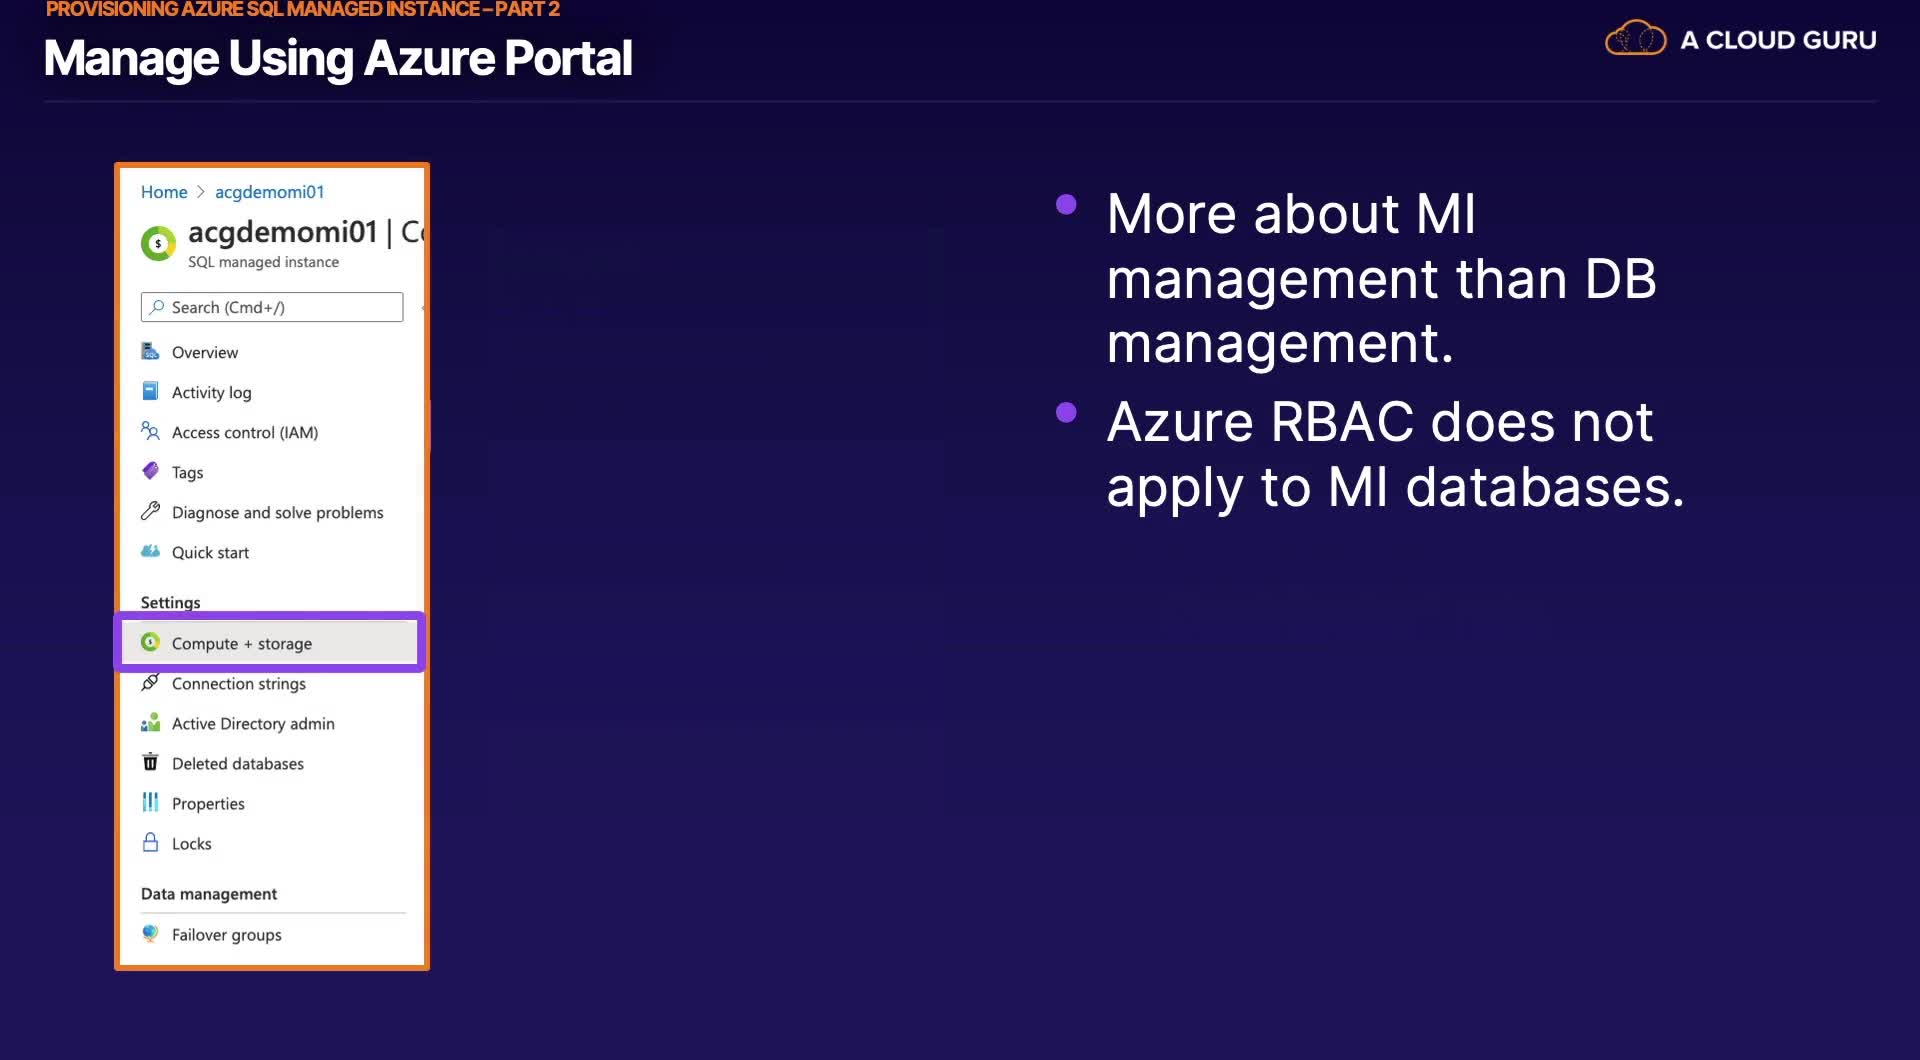 PROVISIONING AZURE SQL MANAGED INSTANCE – PART 2
Manage Using Azure Portal
A CLOUD GURU
Home > acgdemomi01
acgdemomi01 | Co
SQL managed instance
Search (Cmd+/)
Overview
Activity log
Access control (IAM)
Tags
Diagnose and solve problems
Quick start
Settings
Compute + storage
Connection strings
Active Directory admin
Deleted databases
Properties
Locks
Data management
Failover groups
• More about MI
management than DB
management.
• Azure RBAC does not
apply to MI databases.